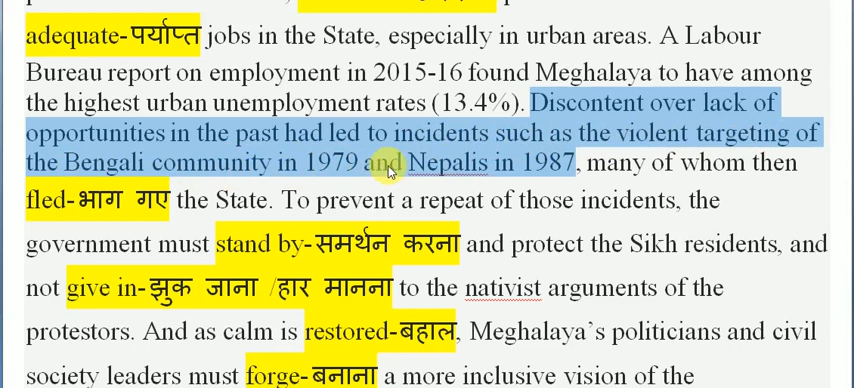 adequate-पर्याप्त jobs in the State, especially in urban areas. A Labour
Bureau report on employment in 2015-16 found Meghalaya to have among
the highest urban unemployment rates (13.4%). Discontent over lack of
opportunities in the past had led to incidents such as the violent targeting of
the Bengali community in 1979 and Nepalis in 1987, many of whom then
fled-भाग गए the State. To prevent a repeat of those incidents, the
government must stand by-समर्थन करना and protect the Sikh residents, and
not give in-झुक जाना /हार मानना to the nativist arguments of the
protestors. And as calm is restored-बहाल, Meghalaya's politicians and civil
society leaders must forge-बनाना a more inclusive vision of the